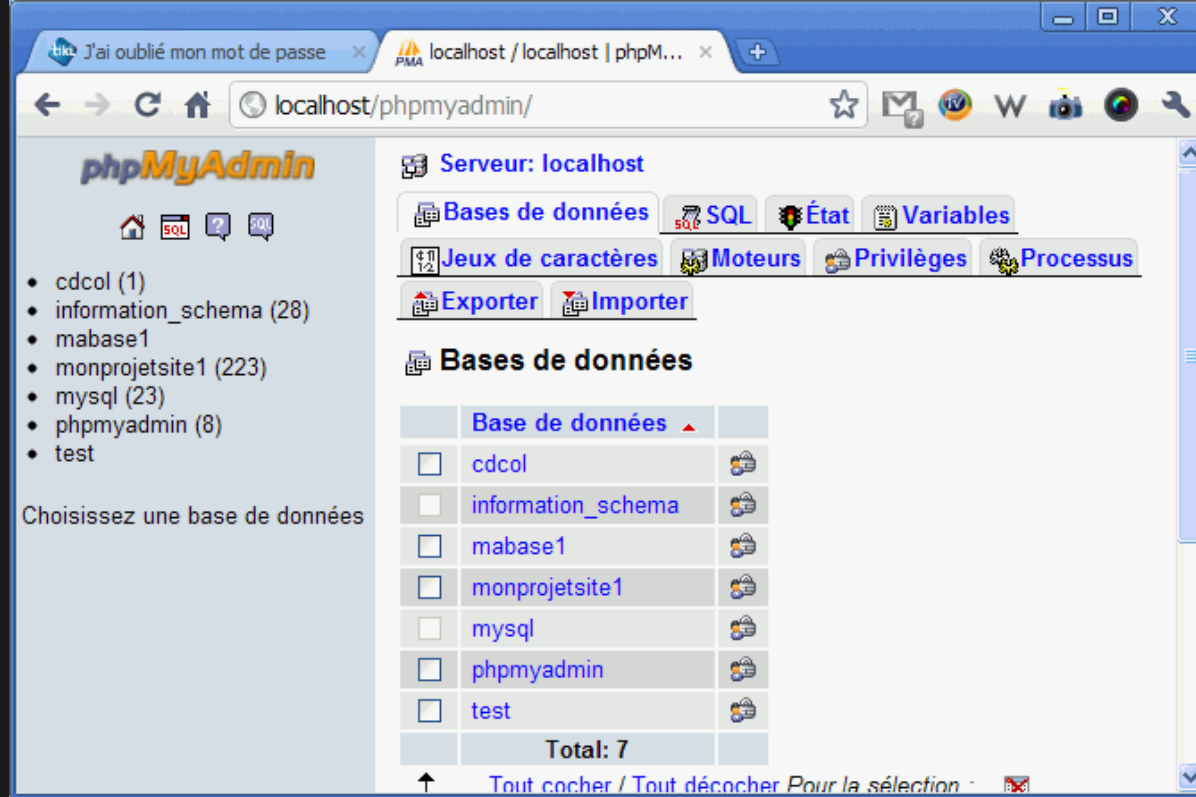 J'ai oublié mon mot de passe
localhost / localhost | phpM...
localhost/phpmyadmin/
phpMyAdmin
cdcol (1)
information_schema (28)
mabase1
monprojetsite1 (223)
mysql (23)
phpmyadmin (8)
test
Choisissez une base de données
Serveur: localhost
Bases de données SQL État Variables
Jeux de caractères Moteurs Privilèges Processus
Exporter Importer
Bases de données
Base de données
cdcol
information_schema
mabase1
monprojetsite1
mysql
phpmyadmin
test
Total: 7
Tout cocher / Tout décocher Pour la sélection :